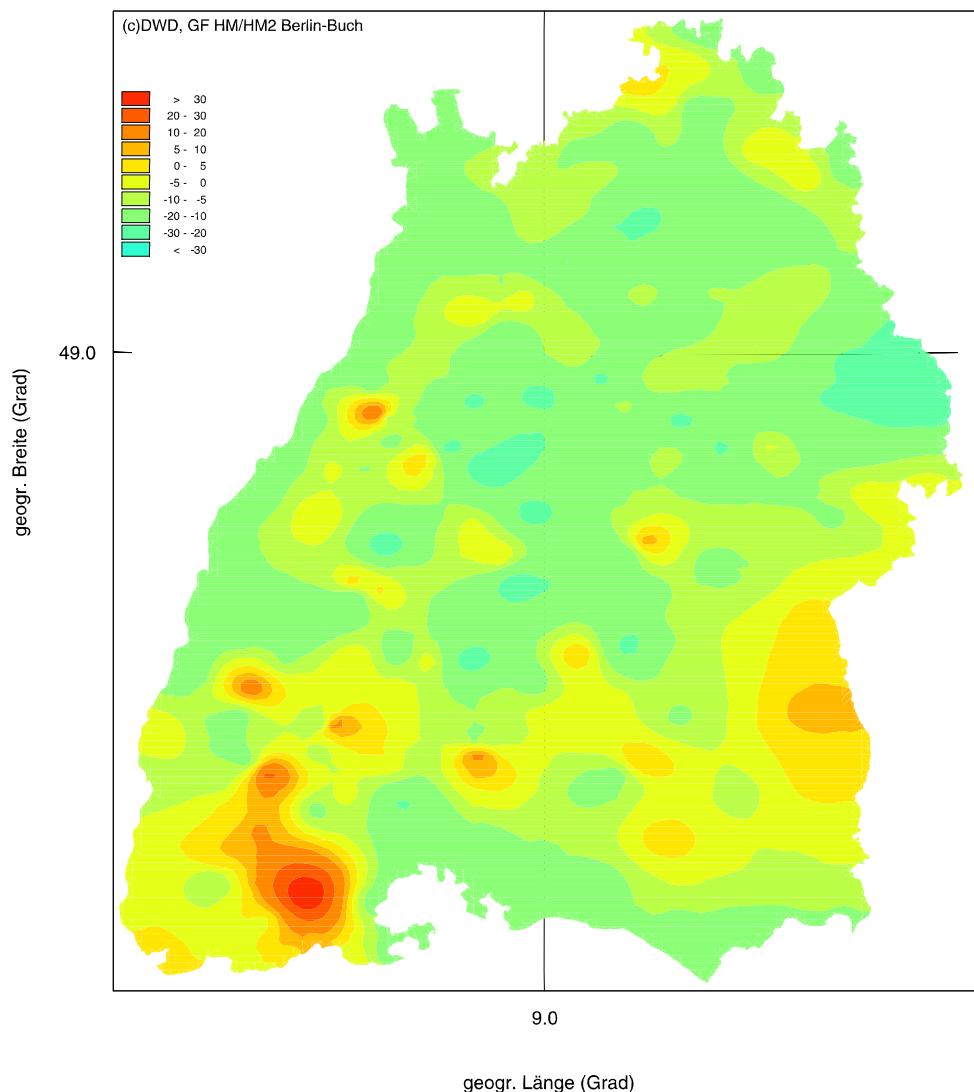 (c)DWD, GF HM/HM2 Berlin-Buch
> 30
20 - 30
10 - 20
5 - 10
0 - 5
-5 - 0
-10 - -5
-20 - -10
-30 - -20
< -30
49.0
geogr. Breite (Grad)
9.0
geogr. Länge (Grad)